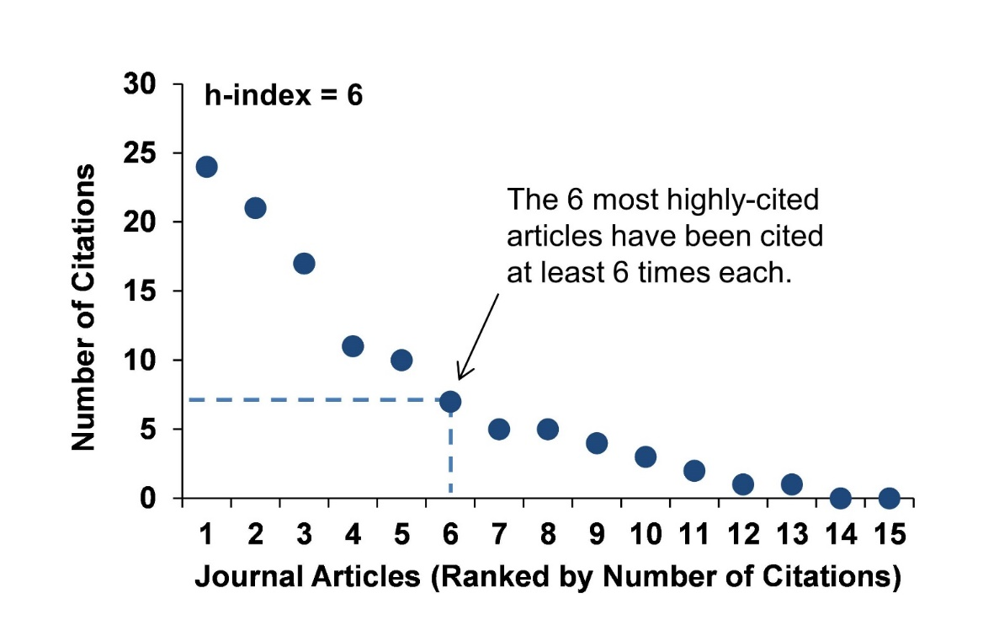 30
h-index = 6
25
20
15
10
5
0
Number of Citations
The 6 most highly-cited
articles have been cited
at least 6 times each.
1 2 3 4 5 6 7 8 9 10 11 12 13 14 15
Journal Articles (Ranked by Number of Citations)